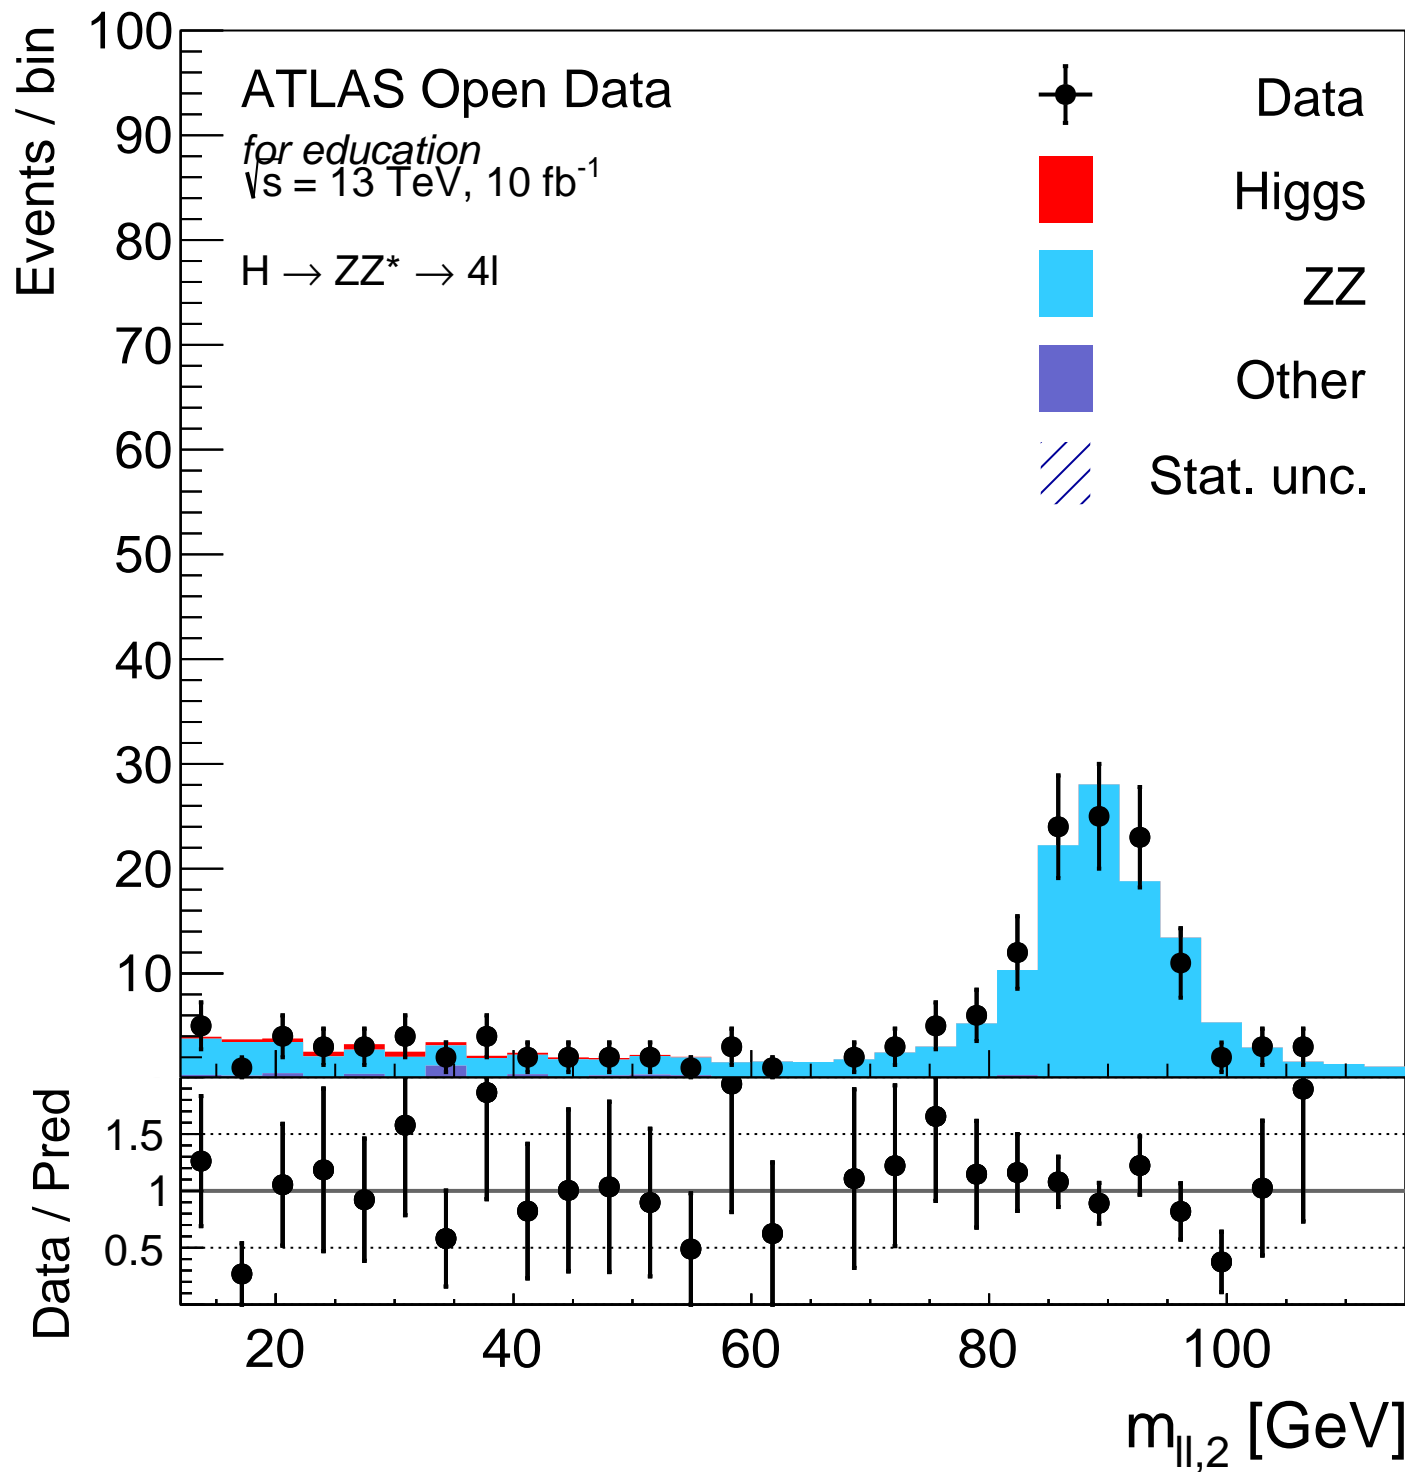 Events / bin
100
90
80
70
60
50
40
30
20
10
ATLAS Open Data
for education
√s = 13 TeV, 10 fb⁻¹
H → ZZ* → 4l
Data
Higgs
ZZ
Other
Stat. unc.
Data / Pred
1.5
1
0.5
20 40 60 80 100
m_ll,2 [GeV]